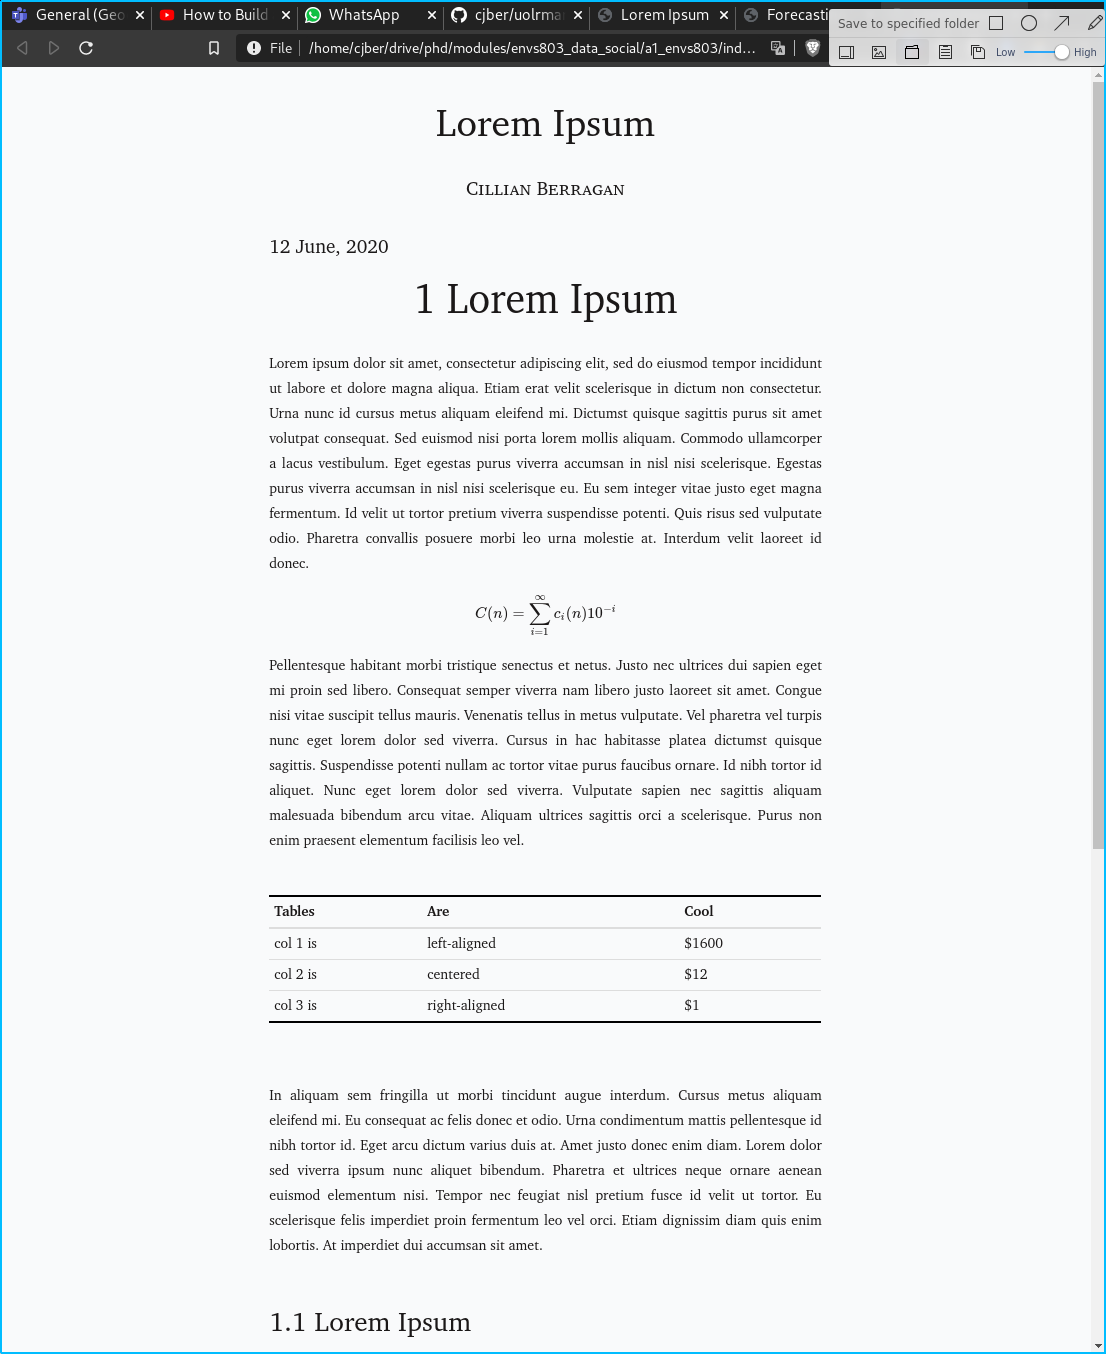 General (Geo
How to Build
WhatsApp
cjber/uolrma
Lorem Ipsum
Forecasti
Save to specified folder
File
/home/cjber/drive/phd/modules/envs803_data_social/a1_envs803/ind...
Low
High
Lorem Ipsum
Cillian Berragan
12 June, 2020
1 Lorem Ipsum
Lorem ipsum dolor sit amet, consectetur adipiscing elit, sed do eiusmod tempor incididunt
ut labore et dolore magna aliqua. Etiam erat velit scelerisque in dictum non consectetur.
Urna nunc id cursus metus aliquam eleifend mi. Dictumst quisque sagittis purus sit amet
volutpat consequat. Sed euismod nisi porta lorem mollis aliquam. Commodo ullamcorper
a lacus vestibulum. Eget egestas purus viverra accumsan in nisl nisi scelerisque. Egestas
purus viverra accumsan in nisl nisi scelerisque eu. Eu sem integer vitae justo eget magna
fermentum. Id velit ut tortor pretium viverra suspendisse potenti. Quis risus sed vulputate
odio. Pharetra convallis posuere morbi leo urna molestie at. Interdum velit laoreet id
donec.
C(n) = ∑_{i=1}^{∞} c_i(n)10^{−i}
Pellentesque habitant morbi tristique senectus et netus. Justo nec ultrices dui sapien eget
mi proin sed libero. Consequat semper viverra nam libero justo laoreet sit amet. Congue
nisi vitae suscipit tellus mauris. Venenatis tellus in metus vulputate. Vel pharetra vel turpis
nunc eget lorem dolor sed viverra. Cursus in hac habitasse platea dictumst quisque
sagittis. Suspendisse potenti nullam ac tortor vitae purus faucibus ornare. Id nibh tortor id
aliquet. Nunc eget lorem dolor sed viverra. Vulputate sapien nec sagittis aliquam
malesuada bibendum arcu vitae. Aliquam ultrices sagittis orci a scelerisque. Purus non
enim praesent elementum facilisis leo vel.
Tables Are Cool
col 1 is left-aligned $1600
col 2 is centered $12
col 3 is right-aligned $1
In aliquam sem fringilla ut morbi tincidunt augue interdum. Cursus metus aliquam
eleifend mi. Eu consequat ac felis donec et odio. Urna condimentum mattis pellentesque id
nibh tortor id. Eget arcu dictum varius duis at. Amet justo donec enim diam. Lorem dolor
sed viverra ipsum nunc aliquet bibendum. Pharetra et ultrices neque ornare aenean
euismod elementum nisi. Tempor nec feugiat nisl pretium fusce id velit ut tortor. Eu
scelerisque felis imperdiet proin fermentum leo vel orci. Etiam dignissim diam quis enim
lobortis. At imperdiet dui accumsan sit amet.
1.1 Lorem Ipsum